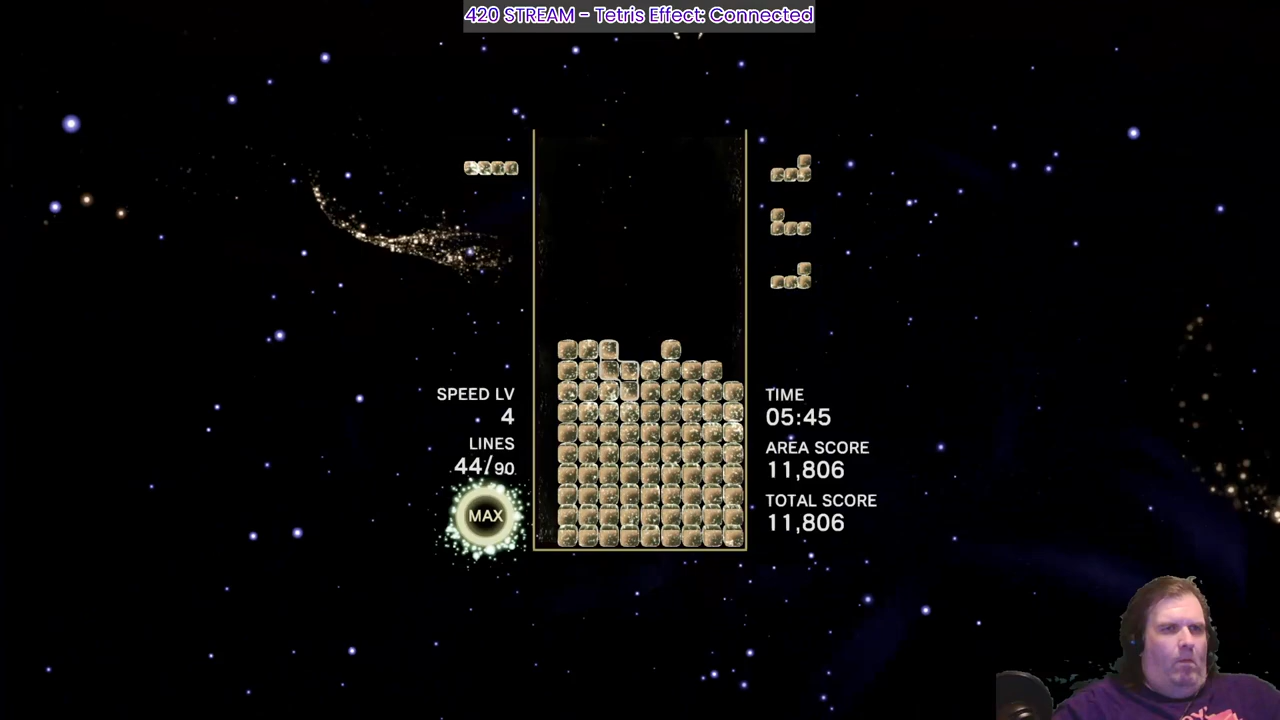 420 STREAM - Tetris Effect: Connected
SPEED LV
4
LINES
44/90
MAX
TIME
05:45
AREA SCORE
11,806
TOTAL SCORE
11,806